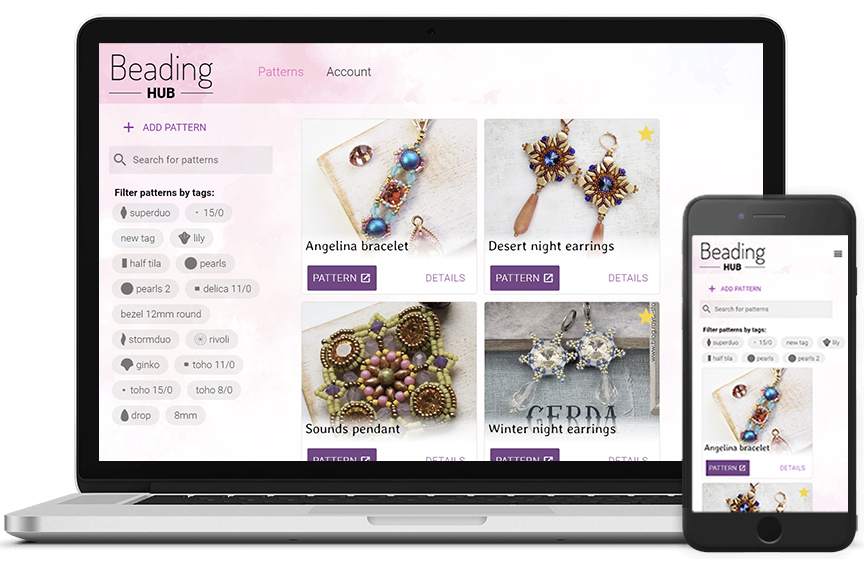 Beading
HUB
Patterns
Account
+ ADD PATTERN
Search for patterns
Filter patterns by tags:
superduo
15/0
new tag
lily
half tila
pearls
pearls 2
delica 11/0
bezel 12mm round
stormduo
rivoli
ginko
toho 11/0
toho 15/0
toho 8/0
drop
8mm
Angelina bracelet
PATTERN
DETAILS
Desert night earrings
PATTERN
DETAILS
Sounds pendant
PATTERN
DETAILS
GERDA
Winter night earrings
PATTERN
DETAILS
Beading
HUB
+ ADD PATTERN
Search for patterns
Filter patterns by tags:
superduo
15/0
new tag
lily
half tila
pearls
pearls 2
Angelina bracelet
PATTERN
DETAILS